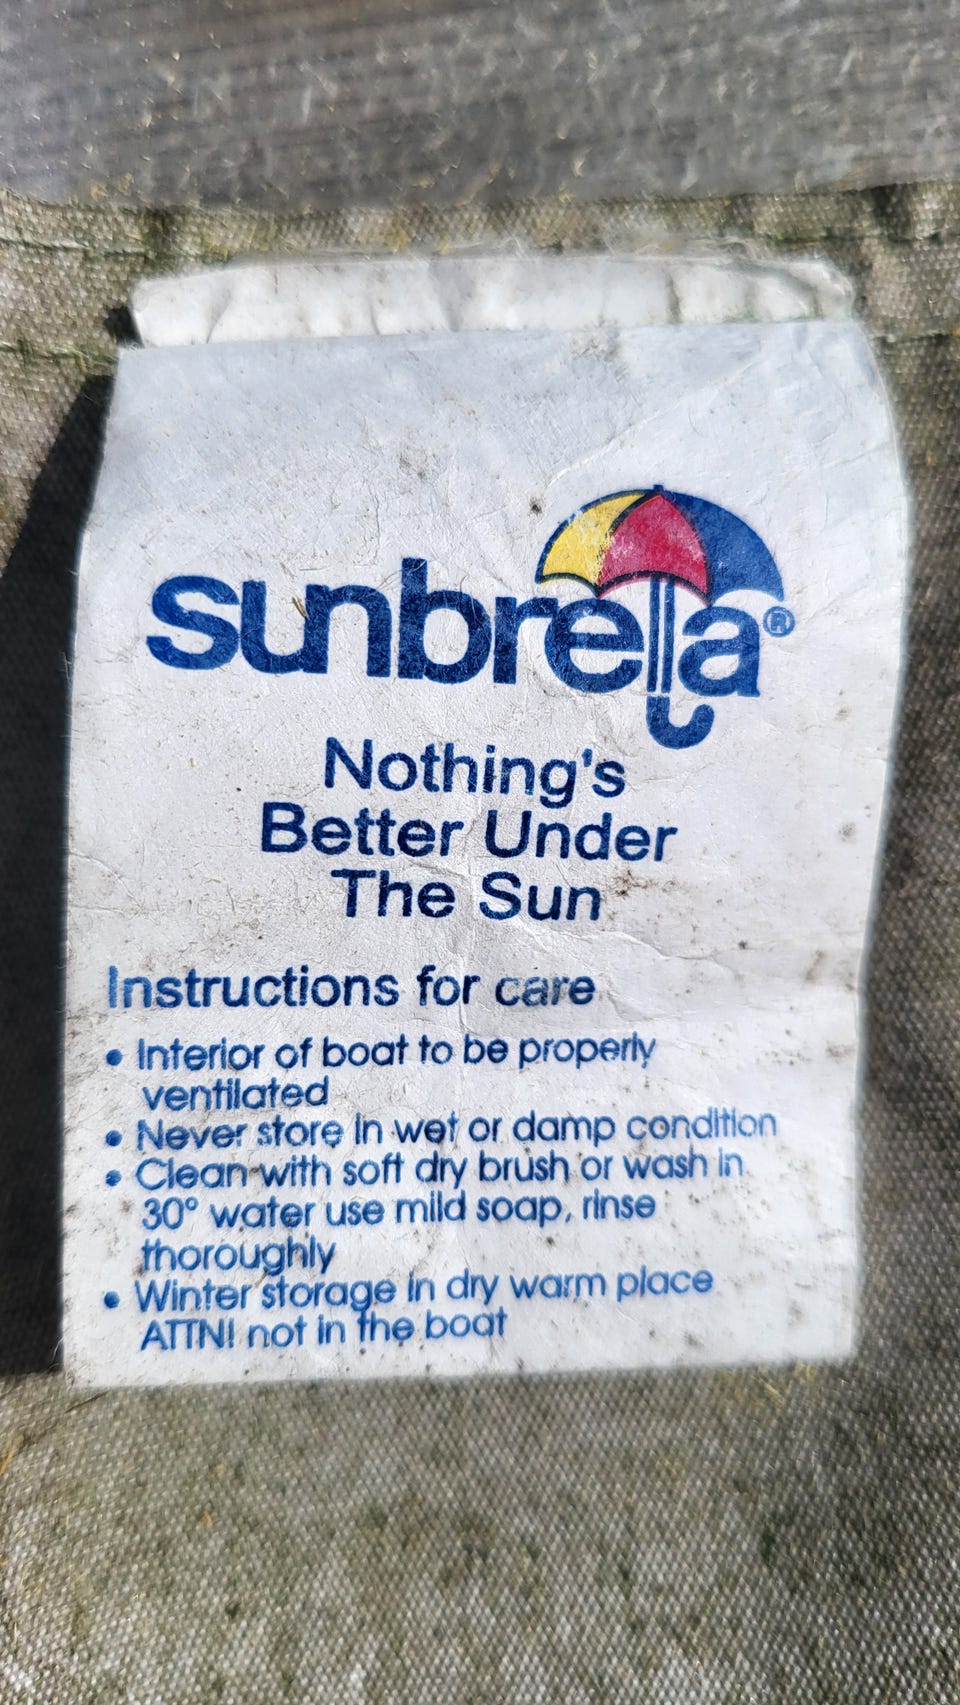 sunbrella®
Nothing's
Better Under
The Sun
Instructions for care
• Interior of boat to be properly
ventilated
• Never store in wet or damp condition
• Clean with soft dry brush or wash in
30° water use mild soap, rinse
thoroughly
• Winter storage in dry warm place
ATTN! not in the boat